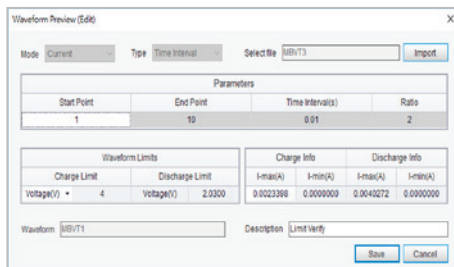 Waveform Preview (Edit) X
Mode Current Type Time Interval Select file MBVT3 Import
Parameters
Start Point End Point Time Interval(s) Ratio
1 10 0.01 2
Waveform Limits Charge Info Discharge Info
Charge Limit Discharge Limit I-max(A) I-min(A) I-max(A) I-min(A)
Voltage(V) 4 Voltage(V) 2.0300 0.0023398 0.0000000 0.0040272 0.0000000
Waveform MBVT1 Description Limit Verify
Save Cancel